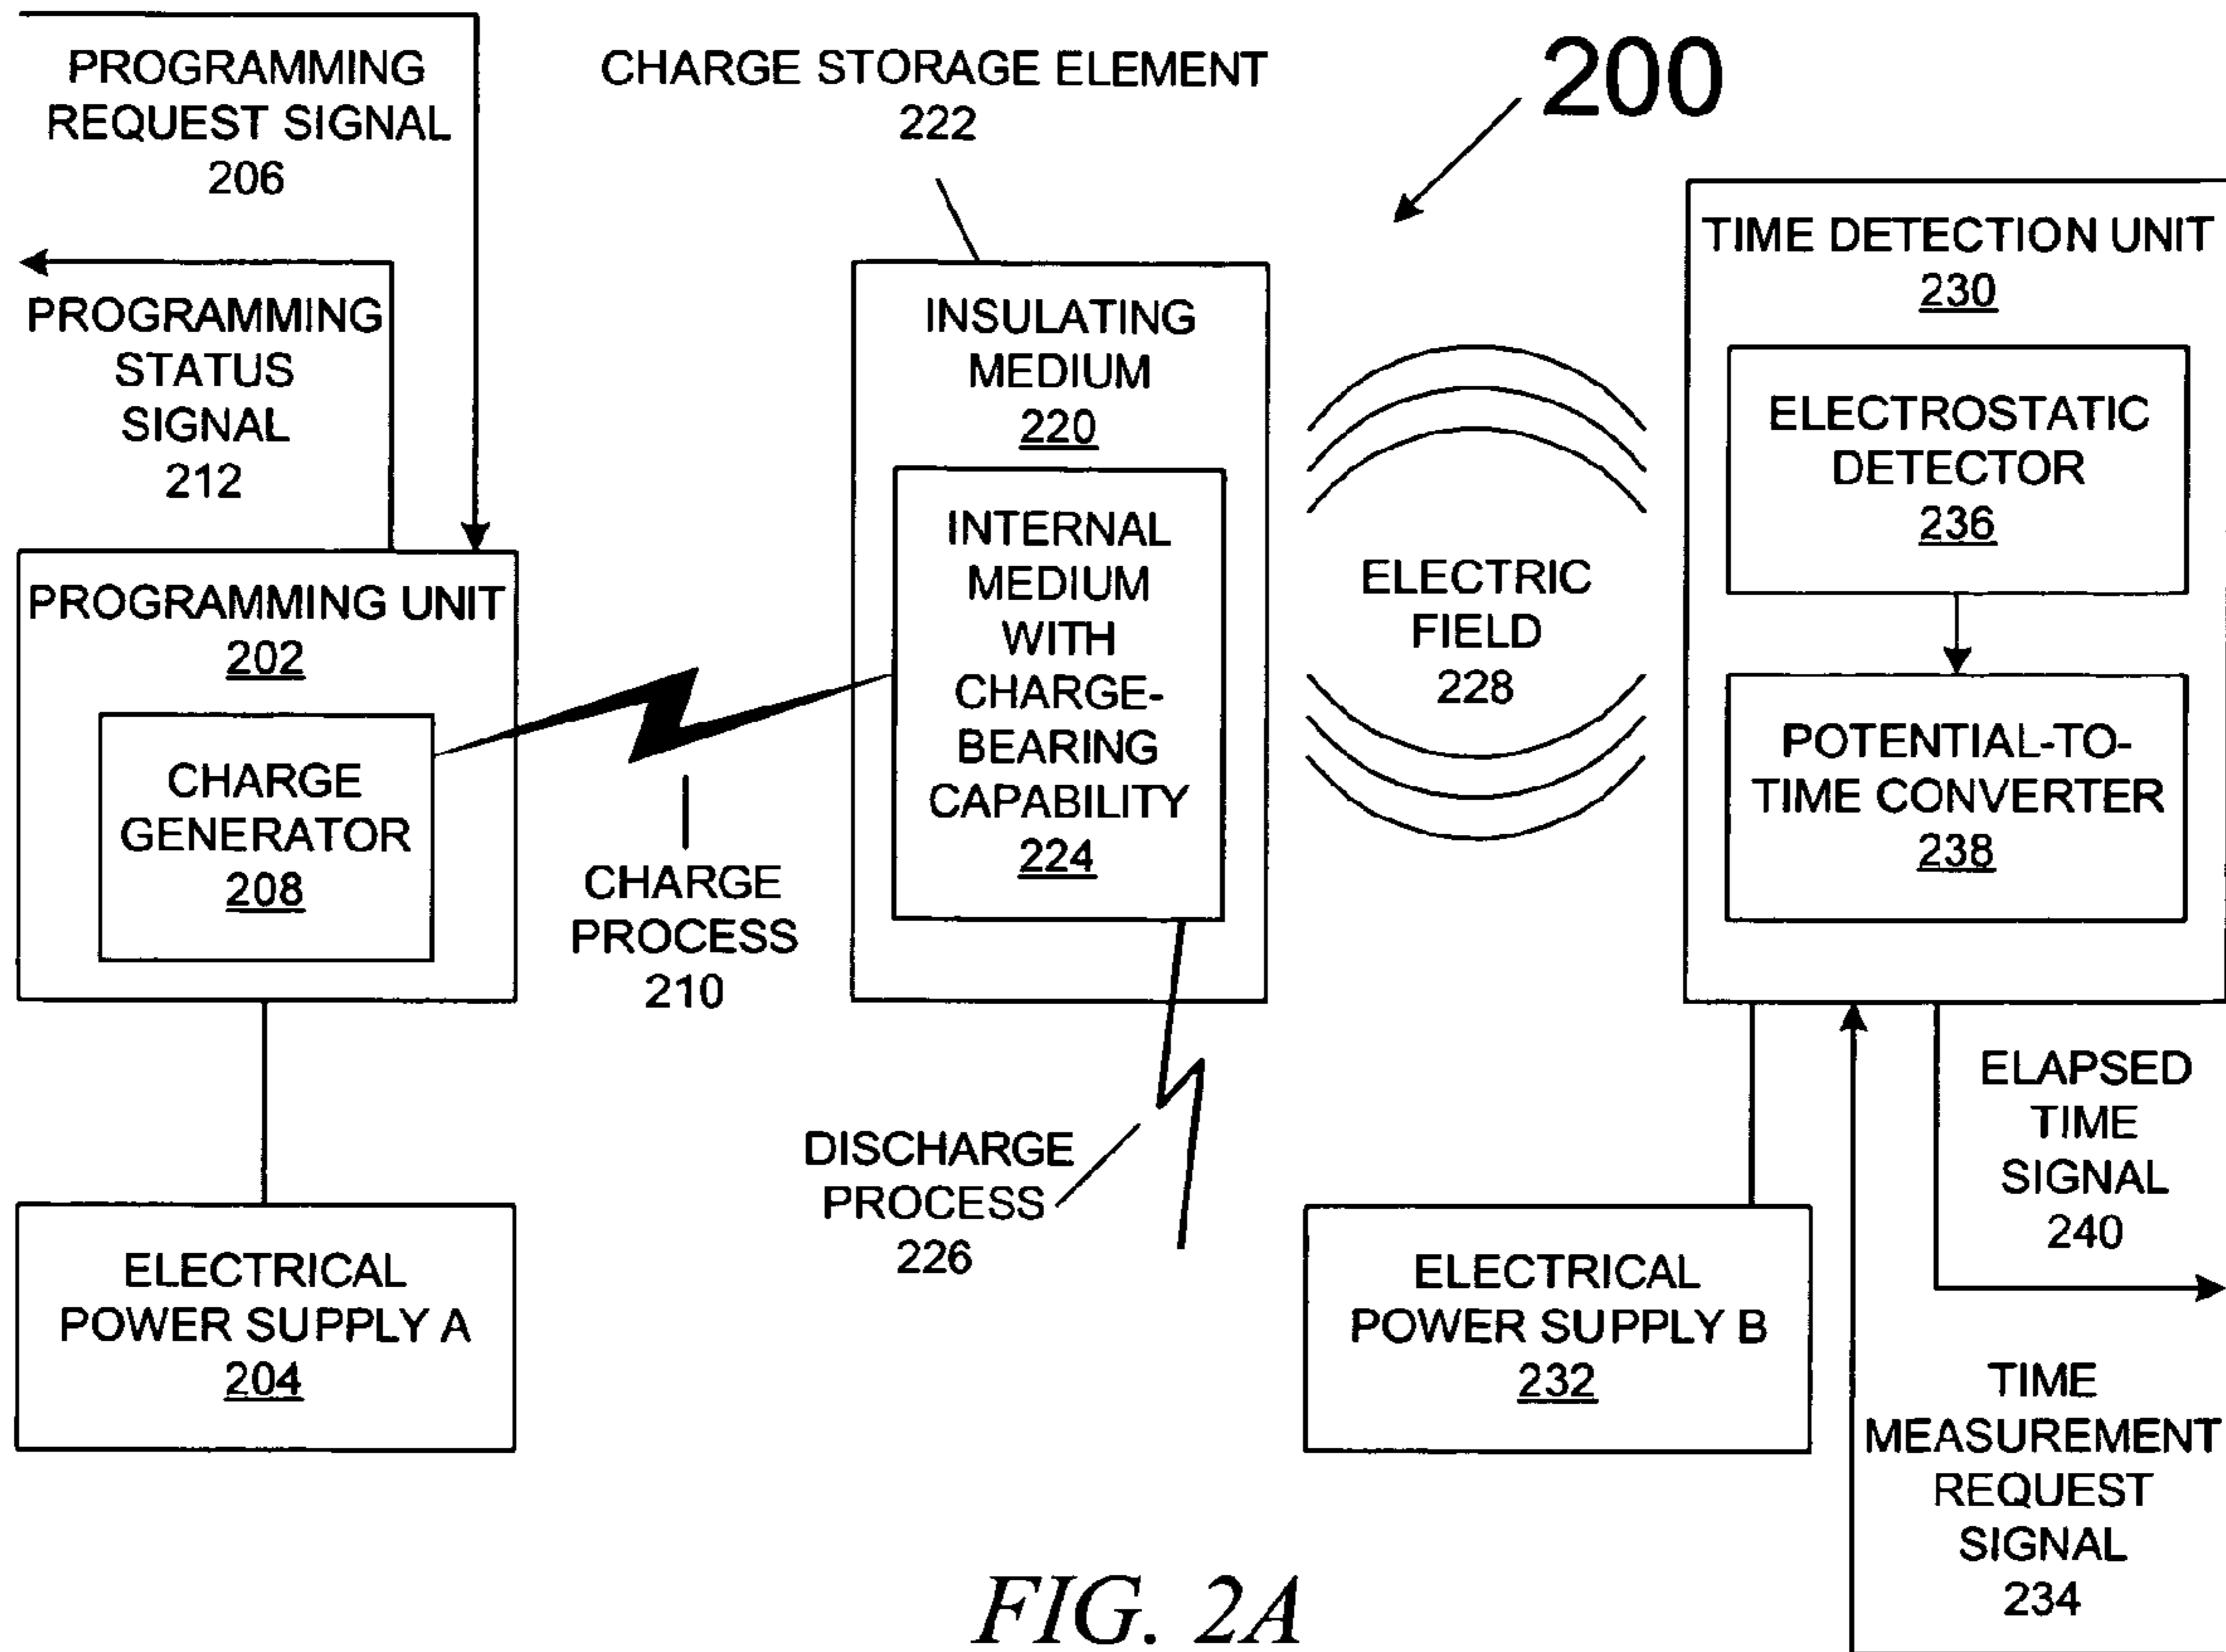 PROGRAMMING
REQUEST SIGNAL
206
CHARGE STORAGE ELEMENT
222
200
PROGRAMMING
STATUS
SIGNAL
212
PROGRAMMING UNIT
202
CHARGE
GENERATOR
208
ELECTRICAL
POWER SUPPLY A
204
CHARGE
PROCESS
210
INSULATING
MEDIUM
220
INTERNAL
MEDIUM
WITH
CHARGE-
BEARING
CAPABILITY
224
DISCHARGE
PROCESS
226
ELECTRIC
FIELD
228
TIME DETECTION UNIT
230
ELECTROSTATIC
DETECTOR
236
POTENTIAL-TO-
TIME CONVERTER
238
ELECTRICAL
POWER SUPPLY B
232
ELAPSED
TIME
SIGNAL
240
TIME
MEASUREMENT
REQUEST
SIGNAL
234
FIG. 2A